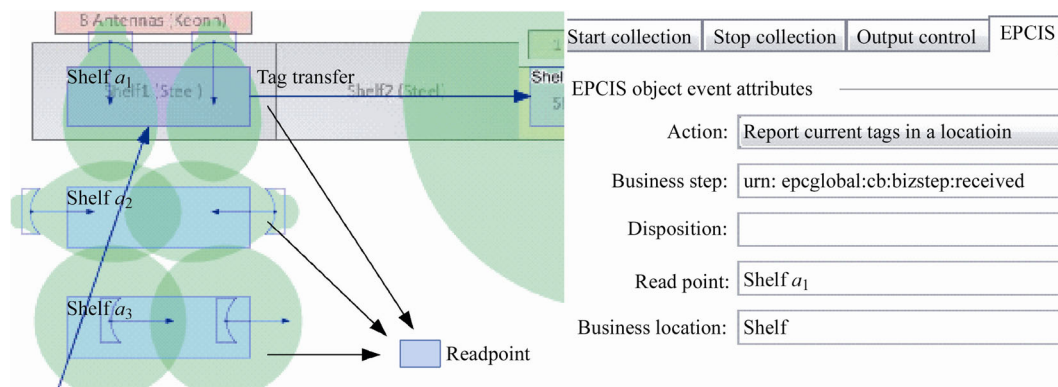 8 Antennas (Keonn)
Shelf a1
Tag transfer
Shelf1 (Steel)
Shelf2 (Steel)
Shel
Shelf a2
Shelf a3
Readpoint
Start collection
Stop collection
Output control
EPCIS
EPCIS object event attributes
Action: Report current tags in a locatioin
Business step: urn: epcglobal:cb:bizstep:received
Disposition:
Read point: Shelf a1
Business location: Shelf